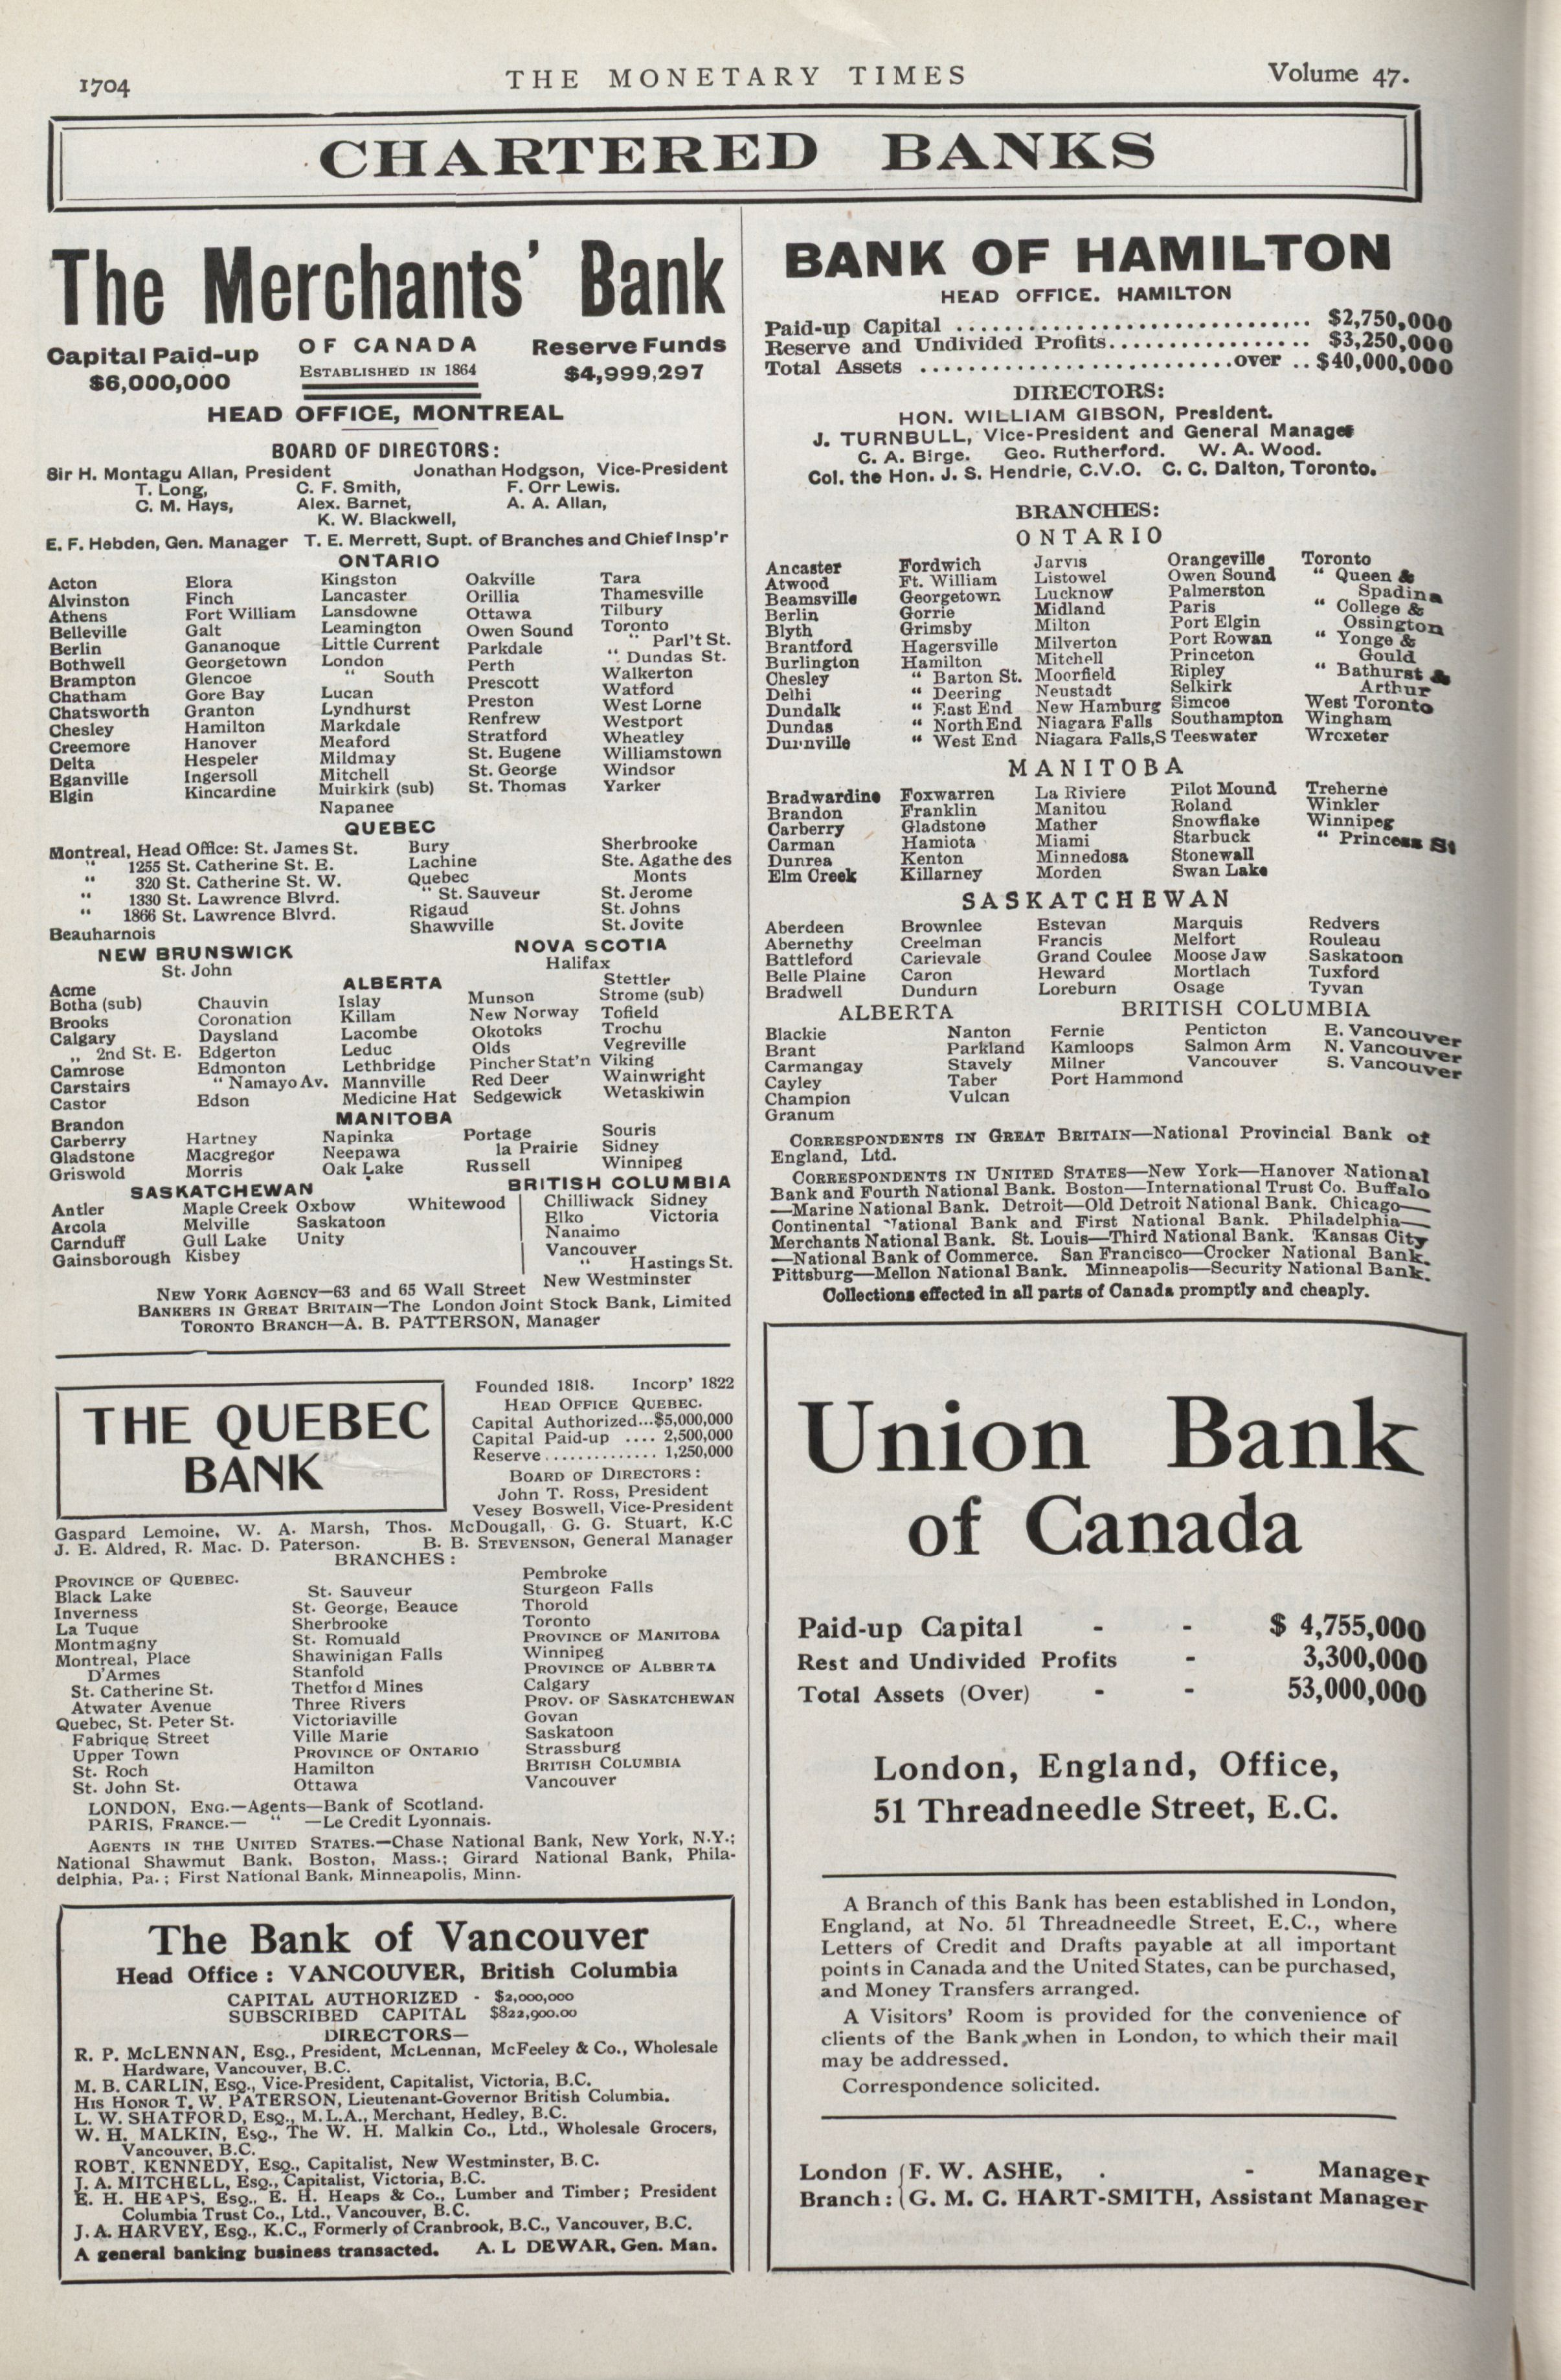 1704
THE MONETARY TIMES
Volume 47.
CHARTERED BANKS
The Merchants' Bank
OF CANADA
ESTABLISHED IN 1864
Capital Paid-up
$6,000,000
Reserve Funds
$4,999,297
HEAD OFFICE, MONTREAL
BOARD OF DIRECTORS:
Sir H. Montagu Allan, President Jonathan Hodgson, Vice-President
T. Long, C. F. Smith, F. Orr Lewis.
C. M. Hays, Alex. Barnet, A. A. Allan,
K. W. Blackwell,
E. F. Hebden, Gen. Manager T. E. Merrett, Supt. of Branches and Chief Insp'r
ONTARIO
Acton Elora Kingston Oakville Tara
Alvinston Finch Lancaster Orillia Thamesville
Athens Fort William Lansdowne Ottawa Tilbury
Belleville Galt Leamington Owen Sound Toronto
Berlin Gananoque Little Current Parkdale " Parl't St.
Bothwell Georgetown London Perth " Dundas St.
Brampton Glencoe " South Prescott Walkerton
Chatham Gore Bay Lucan Preston Watford
Chatsworth Granton Lyndhurst Renfrew West Lorne
Chesley Hamilton Markdale Stratford Westport
Creemore Hanover Meaford St. Eugene Wheatley
Delta Hespeler Mildmay St. George Williamstown
Eganville Ingersoll Mitchell St. Thomas Windsor
Elgin Kincardine Muirkirk (sub) Yarker
Napanee
QUEBEC
Montreal, Head Office: St. James St. Bury Sherbrooke
" 1255 St. Catherine St. E. Lachine Ste. Agathe des
" 320 St. Catherine St. W. Quebec Monts
" 1330 St. Lawrence Blvrd. " St. Sauveur St. Jerome
" 1866 St. Lawrence Blvrd. Rigaud St. Johns
Beauharnois Shawville St. Jovite
NEW BRUNSWICK
St. John
NOVA SCOTIA
Halifax
ALBERTA
Acme Stettler
Botha (sub) Chauvin Islay Munson Strome (sub)
Brooks Coronation Killam New Norway Tofield
Calgary Daysland Lacombe Okotoks Trochu
" 2nd St. E. Edgerton Leduc Olds Vegreville
Camrose Edmonton Lethbridge Pincher Stat'n Viking
Carstairs " Namayo Av. Mannville Red Deer Wainwright
Castor Edson Medicine Hat Sedgewick Wetaskiwin
MANITOBA
Brandon Souris
Carberry Hartney Napinka Portage Sidney
Gladstone Macgregor Neepawa la Prairie Winnipeg
Griswold Morris Oak Lake Russell
SASKATCHEWAN
Antler Maple Creek Oxbow Whitewood
Arcola Melville Saskatoon
Carnduff Gull Lake Unity
Gainsborough Kisbey
BRITISH COLUMBIA
Chilliwack Sidney
Elko Victoria
Nanaimo
Vancouver
" Hastings St.
New Westminster
NEW YORK AGENCY—63 and 65 Wall Street
BANKERS IN GREAT BRITAIN—The London Joint Stock Bank, Limited
TORONTO BRANCH—A. B. PATTERSON, Manager
THE QUEBEC
BANK
Founded 1818. Incorp' 1822
HEAD OFFICE QUEBEC.
Capital Authorized...$5,000,000
Capital Paid-up .... 2,500,000
Reserve............. 1,250,000
BOARD OF DIRECTORS:
John T. Ross, President
Vesey Boswell, Vice-President
Gaspard Lemoine, W. A. Marsh, Thos. McDougall, G. G. Stuart, K.C
J. E. Aldred, R. Mac. D. Paterson. B. B. STEVENSON, General Manager
BRANCHES:
PROVINCE OF QUEBEC.
Black Lake
Inverness
La Tuque
Montmagny
Montreal, Place
D'Armes
St. Catherine St.
Atwater Avenue
Quebec, St. Peter St.
Fabrique Street
Upper Town
St. Roch
St. John St.
St. Sauveur
St. George, Beauce
Sherbrooke
St. Romuald
Shawinigan Falls
Stanfold
Thetford Mines
Three Rivers
Victoriaville
Ville Marie
PROVINCE OF ONTARIO
Hamilton
Ottawa
Pembroke
Sturgeon Falls
Thorold
Toronto
PROVINCE OF MANITOBA
Winnipeg
PROVINCE OF ALBERTA
Calgary
PROV. OF SASKATCHEWAN
Govan
Saskatoon
Strassburg
BRITISH COLUMBIA
Vancouver
LONDON, ENG.—Agents—Bank of Scotland.
PARIS, FRANCE.— " —Le Credit Lyonnais.
AGENTS IN THE UNITED STATES.—Chase National Bank, New York, N.Y.;
National Shawmut Bank, Boston, Mass.; Girard National Bank, Phila-
delphia, Pa.; First National Bank, Minneapolis, Minn.
The Bank of Vancouver
Head Office: VANCOUVER, British Columbia
CAPITAL AUTHORIZED - $2,000,000
SUBSCRIBED CAPITAL $822,900.00
DIRECTORS—
R. P. McLENNAN, Esq., President, McLennan, McFeeley & Co., Wholesale
Hardware, Vancouver, B.C.
M. B. CARLIN, Esq., Vice-President, Capitalist, Victoria, B.C.
HIS HONOR T. W. PATERSON, Lieutenant-Governor British Columbia.
L. W. SHATFORD, Esq., M.L.A., Merchant, Hedley, B.C.
W. H. MALKIN, Esq., The W. H. Malkin Co., Ltd., Wholesale Grocers,
Vancouver, B.C.
ROBT. KENNEDY, Esq., Capitalist, New Westminster, B.C.
J. A. MITCHELL, Esq., Capitalist, Victoria, B.C.
E. H. HEAPS, Esq., E. H. Heaps & Co., Lumber and Timber; President
Columbia Trust Co., Ltd., Vancouver, B.C.
J. A. HARVEY, Esq., K.C., Formerly of Cranbrook, B.C., Vancouver, B.C.
A general banking business transacted. A. L DEWAR, Gen. Man.
BANK OF HAMILTON
HEAD OFFICE. HAMILTON
Paid-up Capital .............................. $2,750,000
Reserve and Undivided Profits................. $3,250,000
Total Assets ..........................over .. $40,000,000
DIRECTORS:
HON. WILLIAM GIBSON, President.
J. TURNBULL, Vice-President and General Manager
C. A. Birge. Geo. Rutherford. W. A. Wood.
Col. the Hon. J. S. Hendrie, C.V.O. C. C. Dalton, Toronto.
BRANCHES:
ONTARIO
Ancaster Fordwich Jarvis Orangeville Toronto
Atwood Ft. William Listowel Owen Sound " Queen &
Beamsville Georgetown Lucknow Palmerston Spadina
Berlin Gorrie Midland Paris " College &
Blyth Grimsby Milton Port Elgin Ossington
Brantford Hagersville Milverton Port Rowan " Yonge &
Burlington Hamilton Mitchell Princeton Gould
Chesley " Barton St. Moorfield Ripley " Bathurst &
Delhi " Deering Neustadt Selkirk Arthur
Dundalk " East End New Hamburg Simcoe West Toronto
Dundas " North End Niagara Falls Southampton Wingham
Dunnville " West End Niagara Falls,S Teeswater Wroxeter
MANITOBA
Bradwardine Foxwarren La Riviere Pilot Mound Treherne
Brandon Franklin Manitou Roland Winkler
Carberry Gladstone Mather Snowflake Winnipeg
Carman Hamiota Miami Starbuck " Princess St
Dunrea Kenton Minnedosa Stonewall
Elm Creek Killarney Morden Swan Lake
SASKATCHEWAN
Aberdeen Brownlee Estevan Marquis Redvers
Abernethy Creelman Francis Melfort Rouleau
Battleford Carievale Grand Coulee Moose Jaw Saskatoon
Belle Plaine Caron Heward Mortlach Tuxford
Bradwell Dundurn Loreburn Osage Tyvan
ALBERTA
Blackie Nanton
Brant Parkland
Carmangay Stavely
Cayley Taber
Champion Vulcan
Granum
BRITISH COLUMBIA
Fernie Penticton E. Vancouver
Kamloops Salmon Arm N. Vancouver
Milner Vancouver S. Vancouver
Port Hammond
CORRESPONDENTS IN GREAT BRITAIN—National Provincial Bank of
England, Ltd.
CORRESPONDENTS IN UNITED STATES—New York—Hanover National
Bank and Fourth National Bank. Boston—International Trust Co. Buffalo
—Marine National Bank. Detroit—Old Detroit National Bank. Chicago—
Continental National Bank and First National Bank. Philadelphia—
Merchants National Bank. St. Louis—Third National Bank. Kansas City
—National Bank of Commerce. San Francisco—Crocker National Bank.
Pittsburg—Mellon National Bank. Minneapolis—Security National Bank.
Collections effected in all parts of Canada promptly and cheaply.
Union Bank
of Canada
Paid-up Capital - - $ 4,755,000
Rest and Undivided Profits - 3,300,000
Total Assets (Over) - - 53,000,000
London, England, Office,
51 Threadneedle Street, E.C.
A Branch of this Bank has been established in London,
England, at No. 51 Threadneedle Street, E.C., where
Letters of Credit and Drafts payable at all important
points in Canada and the United States, can be purchased,
and Money Transfers arranged.
A Visitors' Room is provided for the convenience of
clients of the Bank when in London, to which their mail
may be addressed.
Correspondence solicited.
London Branch: F. W. ASHE, - Manager
G. M. C. HART-SMITH, Assistant Manager